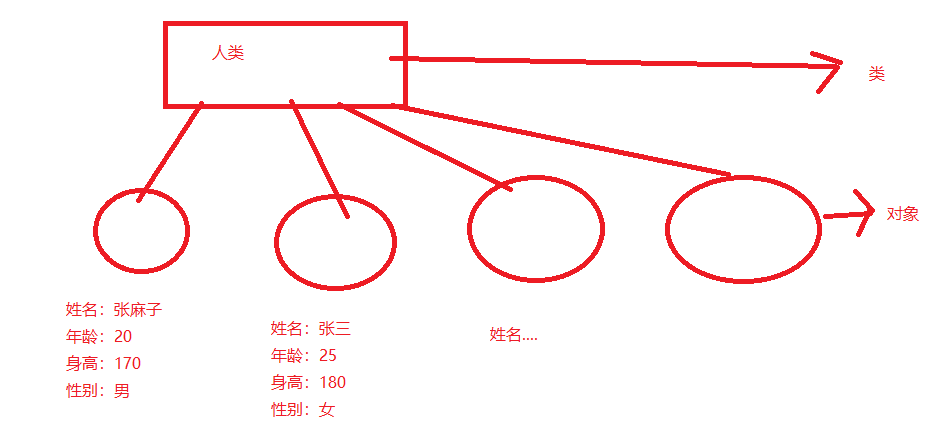 人类
类
对象
姓名：张麻子
年龄：20
身高：170
性别：男
姓名：张三
年龄：25
身高：180
性别：女
姓名....